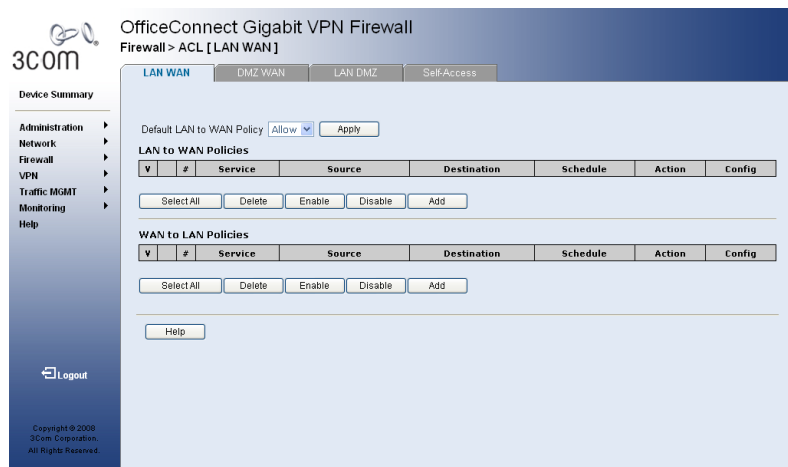 3COM
OfficeConnect Gigabit VPN Firewall
Firewall > ACL [ LAN WAN ]
LAN WAN DMZ WAN LAN DMZ Self-Access
Device Summary
Administration
Network
Firewall
VPN
Traffic MGMT
Monitoring
Help
Logout
Copyright © 2008
3Com Corporation.
All Rights Reserved.
Default LAN to WAN Policy Allow Apply
LAN to WAN Policies
V # Service Source Destination Schedule Action Config
Select All Delete Enable Disable Add
WAN to LAN Policies
V # Service Source Destination Schedule Action Config
Select All Delete Enable Disable Add
Help